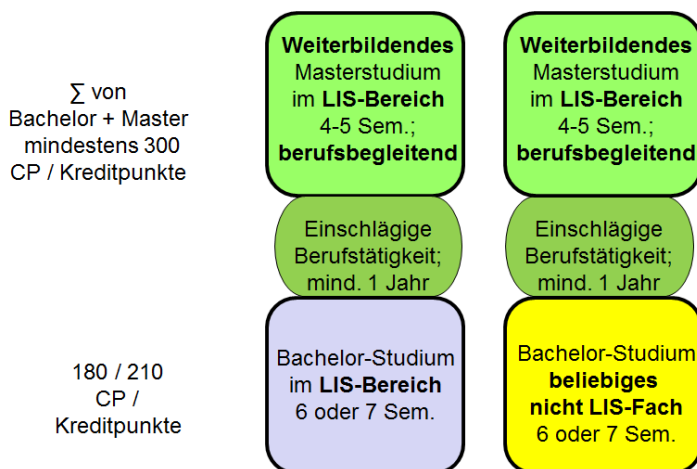 ∑ von
Bachelor + Master
mindestens 300
CP / Kreditpunkte
Weiterbildendes
Masterstudium
im LIS-Bereich
4-5 Sem.;
berufsbegleitend
Weiterbildendes
Masterstudium
im LIS-Bereich
4-5 Sem.;
berufsbegleitend
Einschlägige
Berufstätigkeit;
mind. 1 Jahr
Einschlägige
Berufstätigkeit;
mind. 1 Jahr
180 / 210
CP /
Kreditpunkte
Bachelor-Studium
im LIS-Bereich
6 oder 7 Sem.
Bachelor-Studium
beliebiges
nicht LIS-Fach
6 oder 7 Sem.